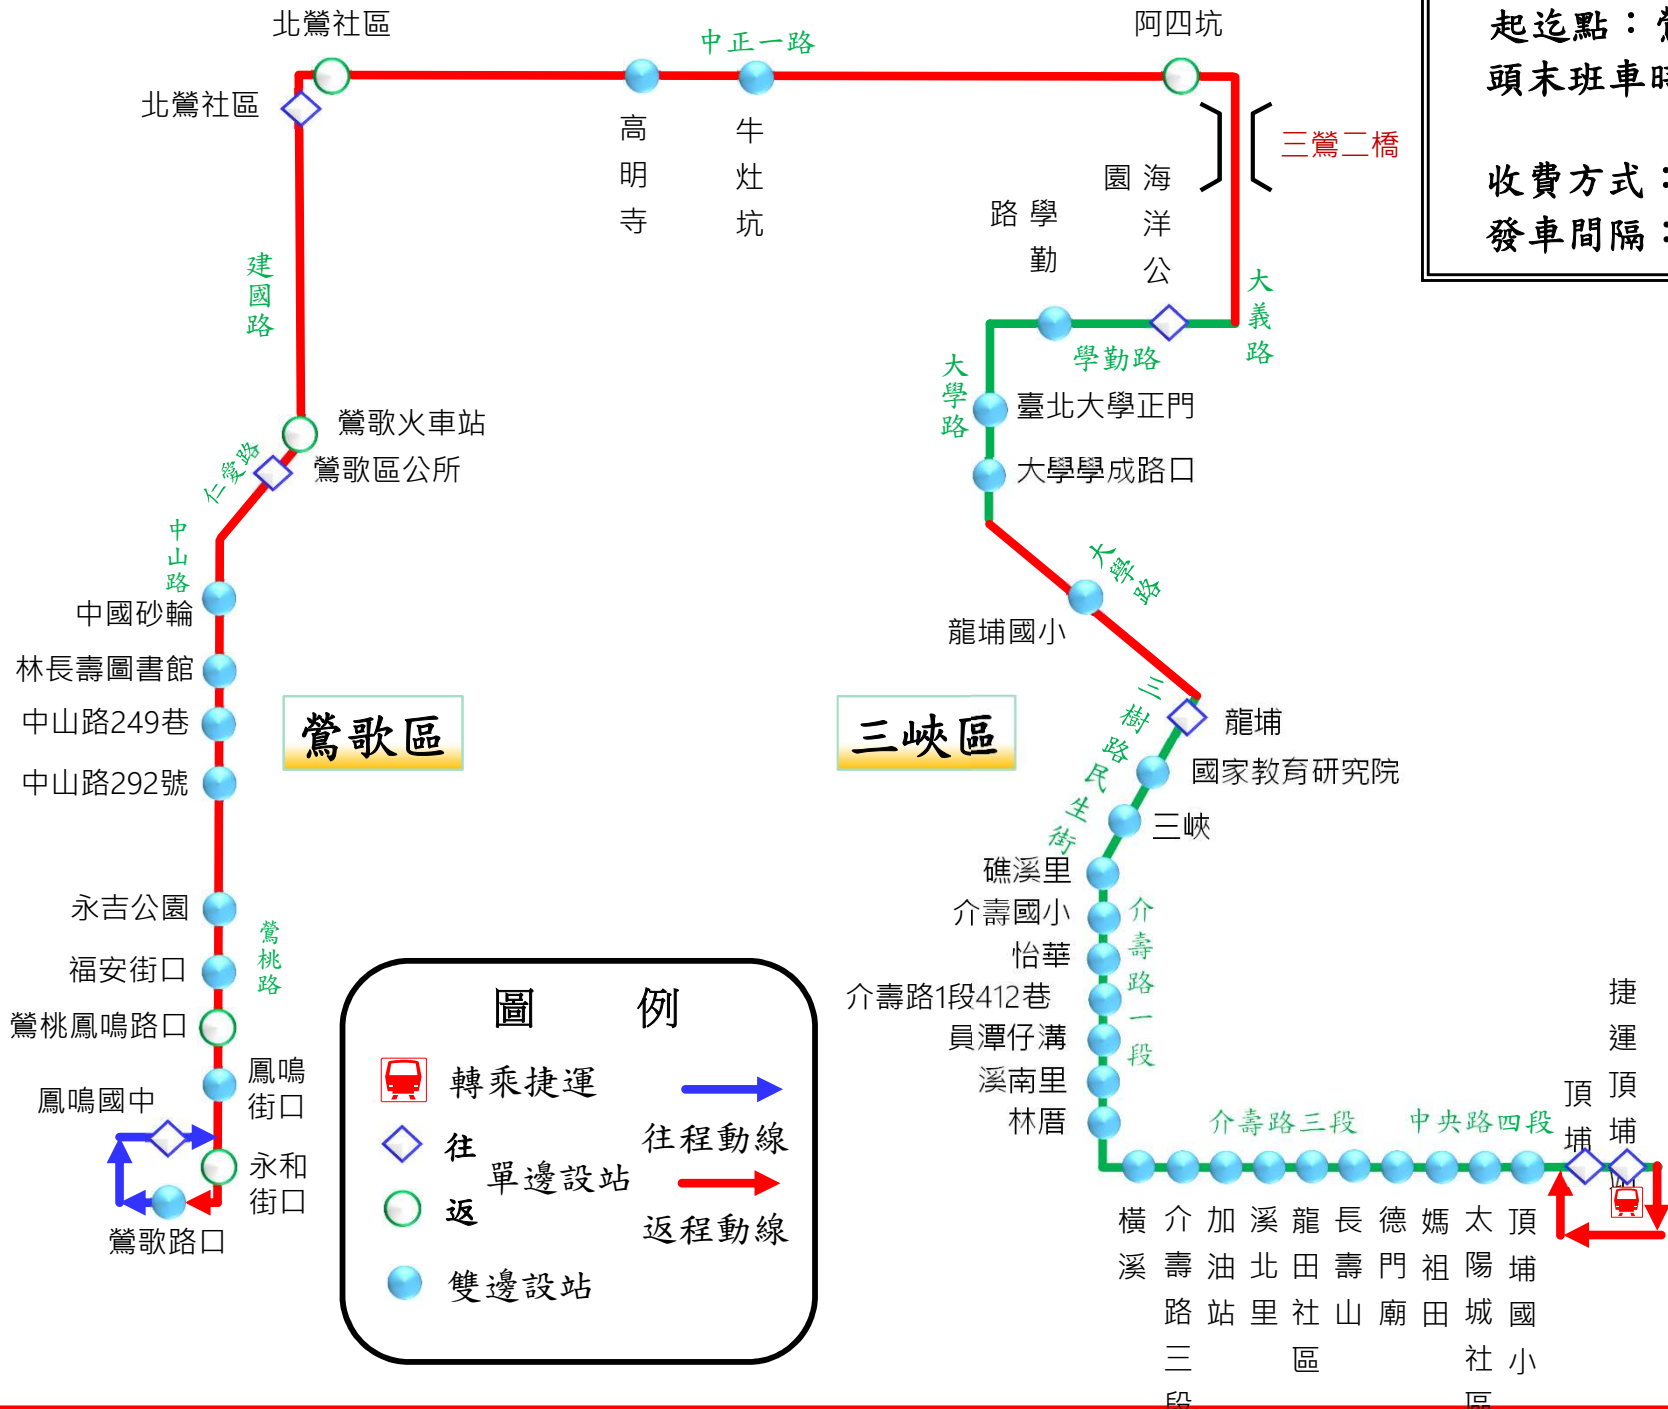 北鶯社區
北鶯社區
中正一路
高明寺
牛灶坑
阿四坑
三鶯二橋
起迄點：
頭末班車
收費方式：
發車間隔：
海洋公園
學勤路
大義路
學勤路
大學路
臺北大學正門
大學學成路口
大學路
龍埔國小
建國路
鶯歌火車站
鶯歌區公所
仁愛路
中山路
中國砂輪
林長壽圖書館
中山路249巷
中山路292號
鶯歌區
三峽區
三樹路民生街
龍埔
國家教育研究院
三峽
礁溪里
介壽國小
怡華
介壽路1段412巷
員潭仔溝
溪南里
林厝
介壽路一段
永吉公園
福安街口
鶯桃路
鶯桃鳳鳴路口
鳳鳴
街口
鳳鳴國中
永和
街口
鶯歌路口
圖 例
轉乘捷運
往
單邊設站
返
雙邊設站
往程動線
返程動線
介壽路三段
中央路四段
頂埔
捷運頂埔站
橫溪
介壽路三段
加油站
溪北里
龍田社區
長壽山
德門廟
媽祖田
太陽城社區
頂埔國小